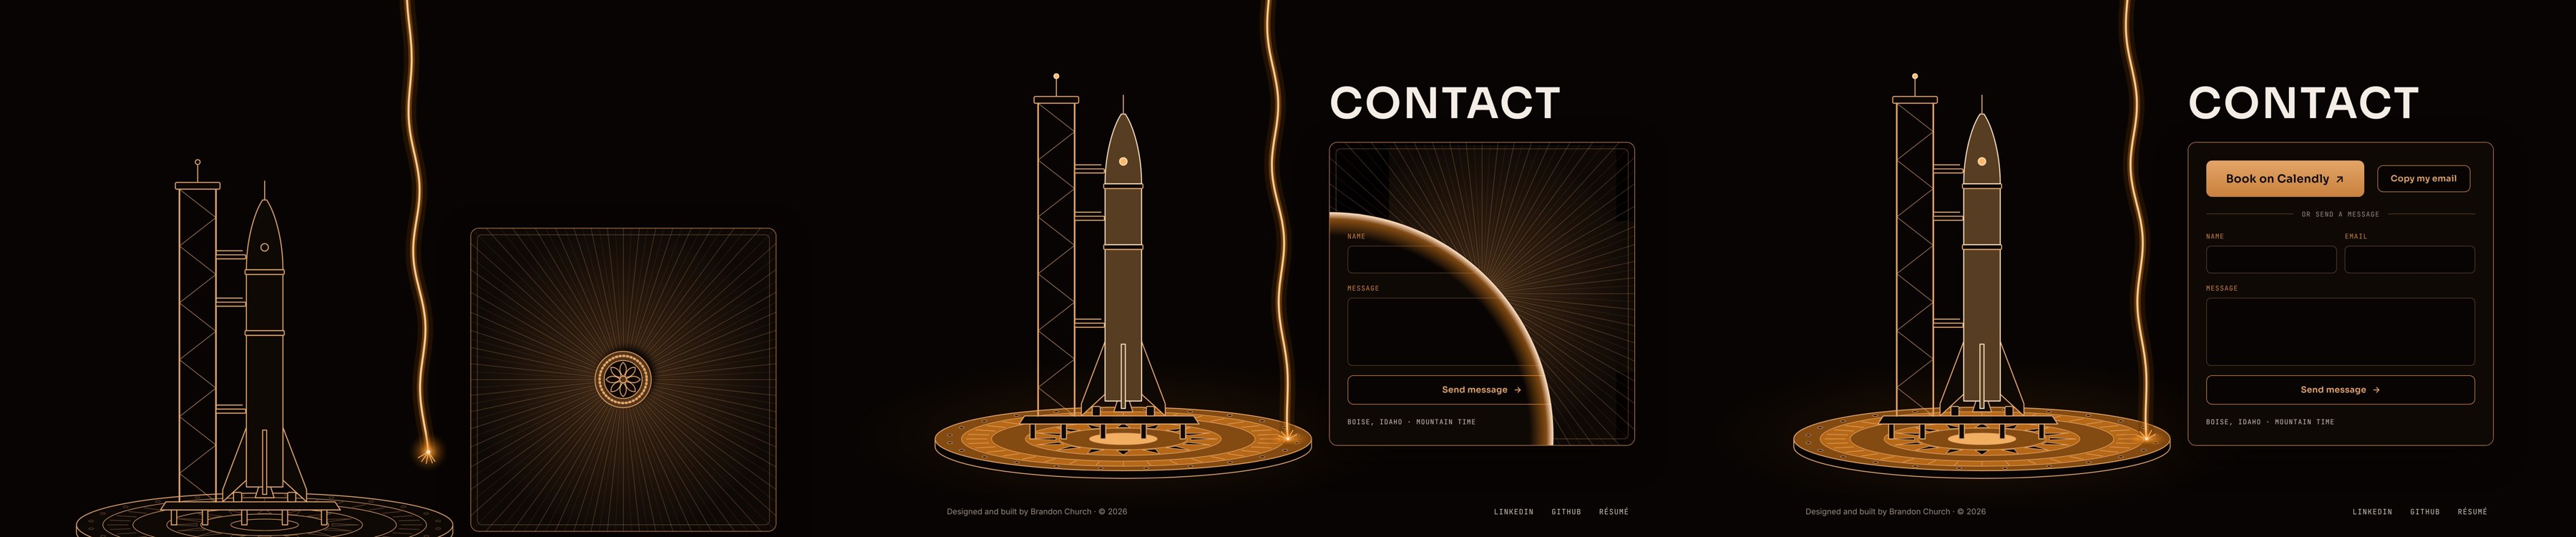 CONTACT
NAME
MESSAGE
Send message →
BOISE, IDAHO · MOUNTAIN TIME
Designed and built by Brandon Church · © 2026
LINKEDIN GITHUB RÉSUMÉ
CONTACT
Book on Calendly ↗ Copy my email
OR SEND A MESSAGE
NAME EMAIL
MESSAGE
Send message →
BOISE, IDAHO · MOUNTAIN TIME
Designed and built by Brandon Church · © 2026
LINKEDIN GITHUB RÉSUMÉ